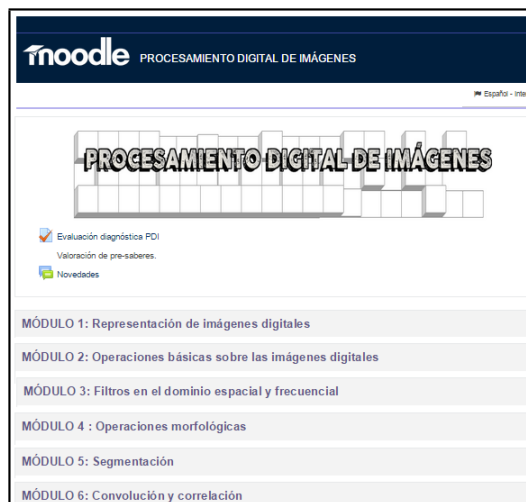 moodle PROCESAMIENTO DIGITAL DE IMÁGENES
Español - Inte
PROCESAMIENTO DIGITAL DE IMÁGENES
Evaluación diagnóstica PDI
Valoración de pre-saberes.
Novedades
MÓDULO 1: Representación de imágenes digitales
MÓDULO 2: Operaciones básicas sobre las imágenes digitales
MÓDULO 3: Filtros en el dominio espacial y frecuencial
MÓDULO 4 : Operaciones morfológicas
MÓDULO 5: Segmentación
MÓDULO 6: Convolución y correlación